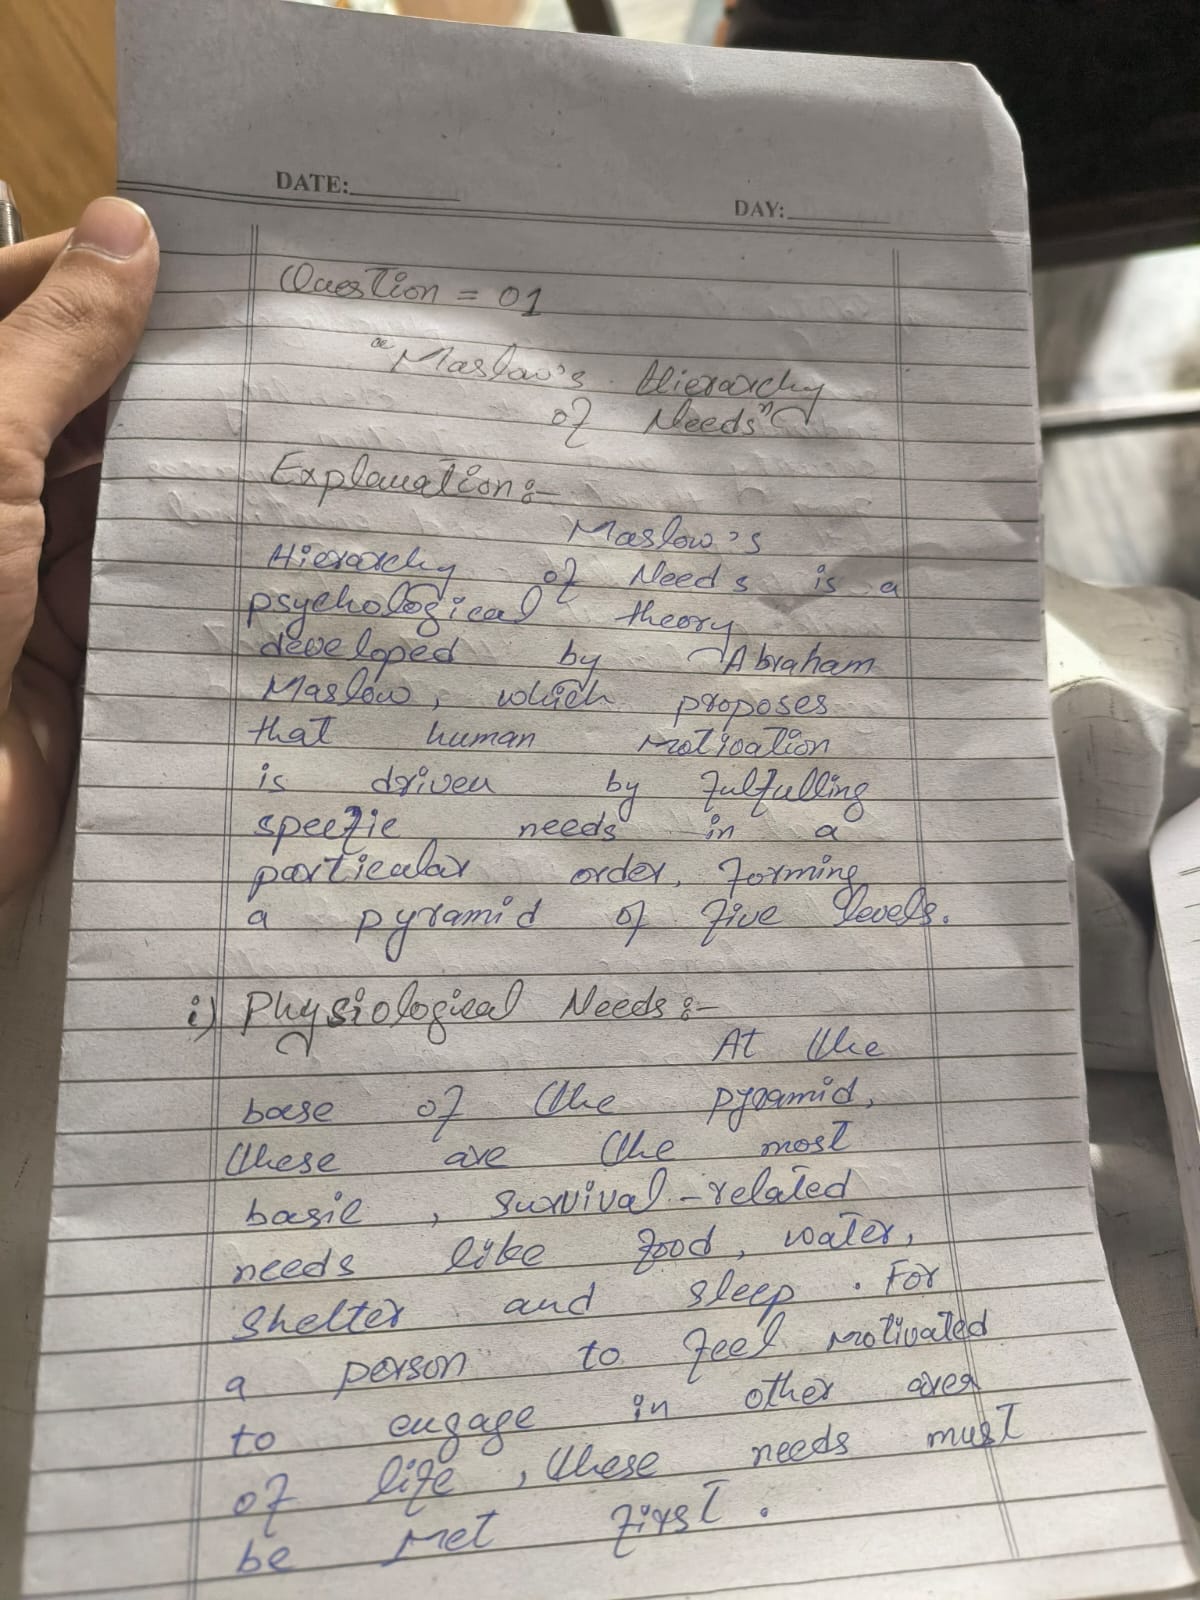 DATE:
DAY:
Question = 01
"Maslow's Hierarchy
of Needs"
Explanation:-
Maslow's
Hierarchy of Needs is a
psychological theory
developed by Abraham
Maslow, which proposes
that human motivation
is driven by fulfulling
specfic needs in a
particular order, forming
a pyramid of five levels.
i) Physiological Needs:-
At the
base of the pyramid,
these are the most
basic, survival-related
needs like food, water,
shelter and sleep. For
a person to feel motivated
to engage in other area
of life, these needs must
be met first.